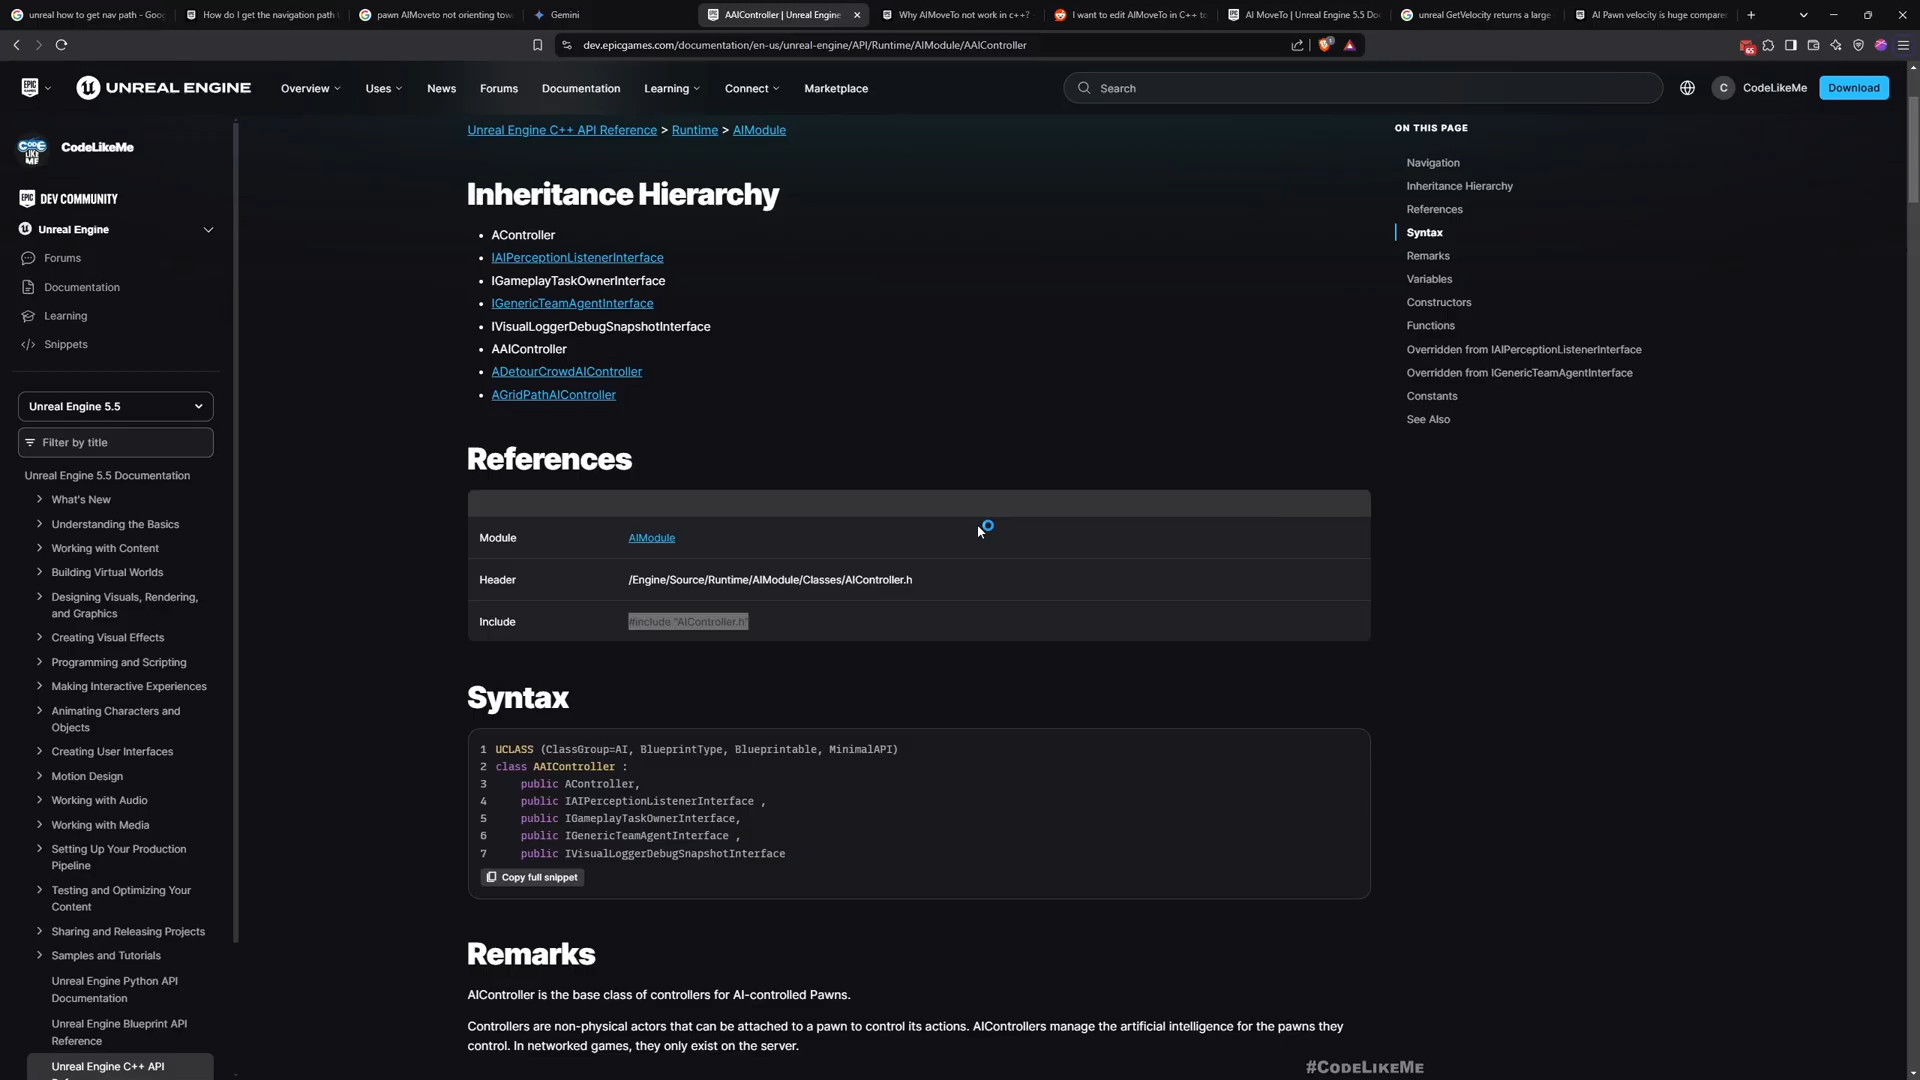 unreal how to get nav path - Goo
How do I get the navigation path
pawn AIMoveto not orienting tow
Gemini
AAIController | Unreal Engine
Why AIMoveTo not work in c++?
I want to edit AIMoveTo in C++ to
AI MoveTo | Unreal Engine 5.5 Do
unreal GetVelocity returns a large
AI Pawn velocity is huge compare
dev.epicgames.com/documentation/en-us/unreal-engine/API/Runtime/AIModule/AAIController
65
EPIC GAMES
UNREAL ENGINE
Overview
Uses
News
Forums
Documentation
Learning
Connect
Marketplace
Search
C
CodeLikeMe
Download
CODE LIKE ME
CodeLikeMe
DEV COMMUNITY
Unreal Engine
Forums
Documentation
Learning
Snippets
Unreal Engine 5.5
Filter by title
Unreal Engine 5.5 Documentation
What's New
Understanding the Basics
Working with Content
Building Virtual Worlds
Designing Visuals, Rendering,
and Graphics
Creating Visual Effects
Programming and Scripting
Making Interactive Experiences
Animating Characters and
Objects
Creating User Interfaces
Motion Design
Working with Audio
Working with Media
Setting Up Your Production
Pipeline
Testing and Optimizing Your
Content
Sharing and Releasing Projects
Samples and Tutorials
Unreal Engine Python API
Documentation
Unreal Engine Blueprint API
Reference
Unreal Engine C++ API
Unreal Engine C++ API Reference > Runtime > AIModule
Inheritance Hierarchy
• AController
• IAIPerceptionListenerInterface
• IGameplayTaskOwnerInterface
• IGenericTeamAgentInterface
• IVisualLoggerDebugSnapshotInterface
• AAIController
• ADetourCrowdAIController
• AGridPathAIController
References
Module AIModule
Header /Engine/Source/Runtime/AIModule/Classes/AIController.h
Include #include "AIController.h"
Syntax
1 UCLASS (ClassGroup=AI, BlueprintType, Blueprintable, MinimalAPI)
2 class AAIController :
3 public AController,
4 public IAIPerceptionListenerInterface ,
5 public IGameplayTaskOwnerInterface,
6 public IGenericTeamAgentInterface ,
7 public IVisualLoggerDebugSnapshotInterface
Copy full snippet
Remarks
AIController is the base class of controllers for AI-controlled Pawns.
Controllers are non-physical actors that can be attached to a pawn to control its actions. AIControllers manage the artificial intelligence for the pawns they
control. In networked games, they only exist on the server.
ON THIS PAGE
Navigation
Inheritance Hierarchy
References
Syntax
Remarks
Variables
Constructors
Functions
Overridden from IAIPerceptionListenerInterface
Overridden from IGenericTeamAgentInterface
Constants
See Also
#CodeLikeMe